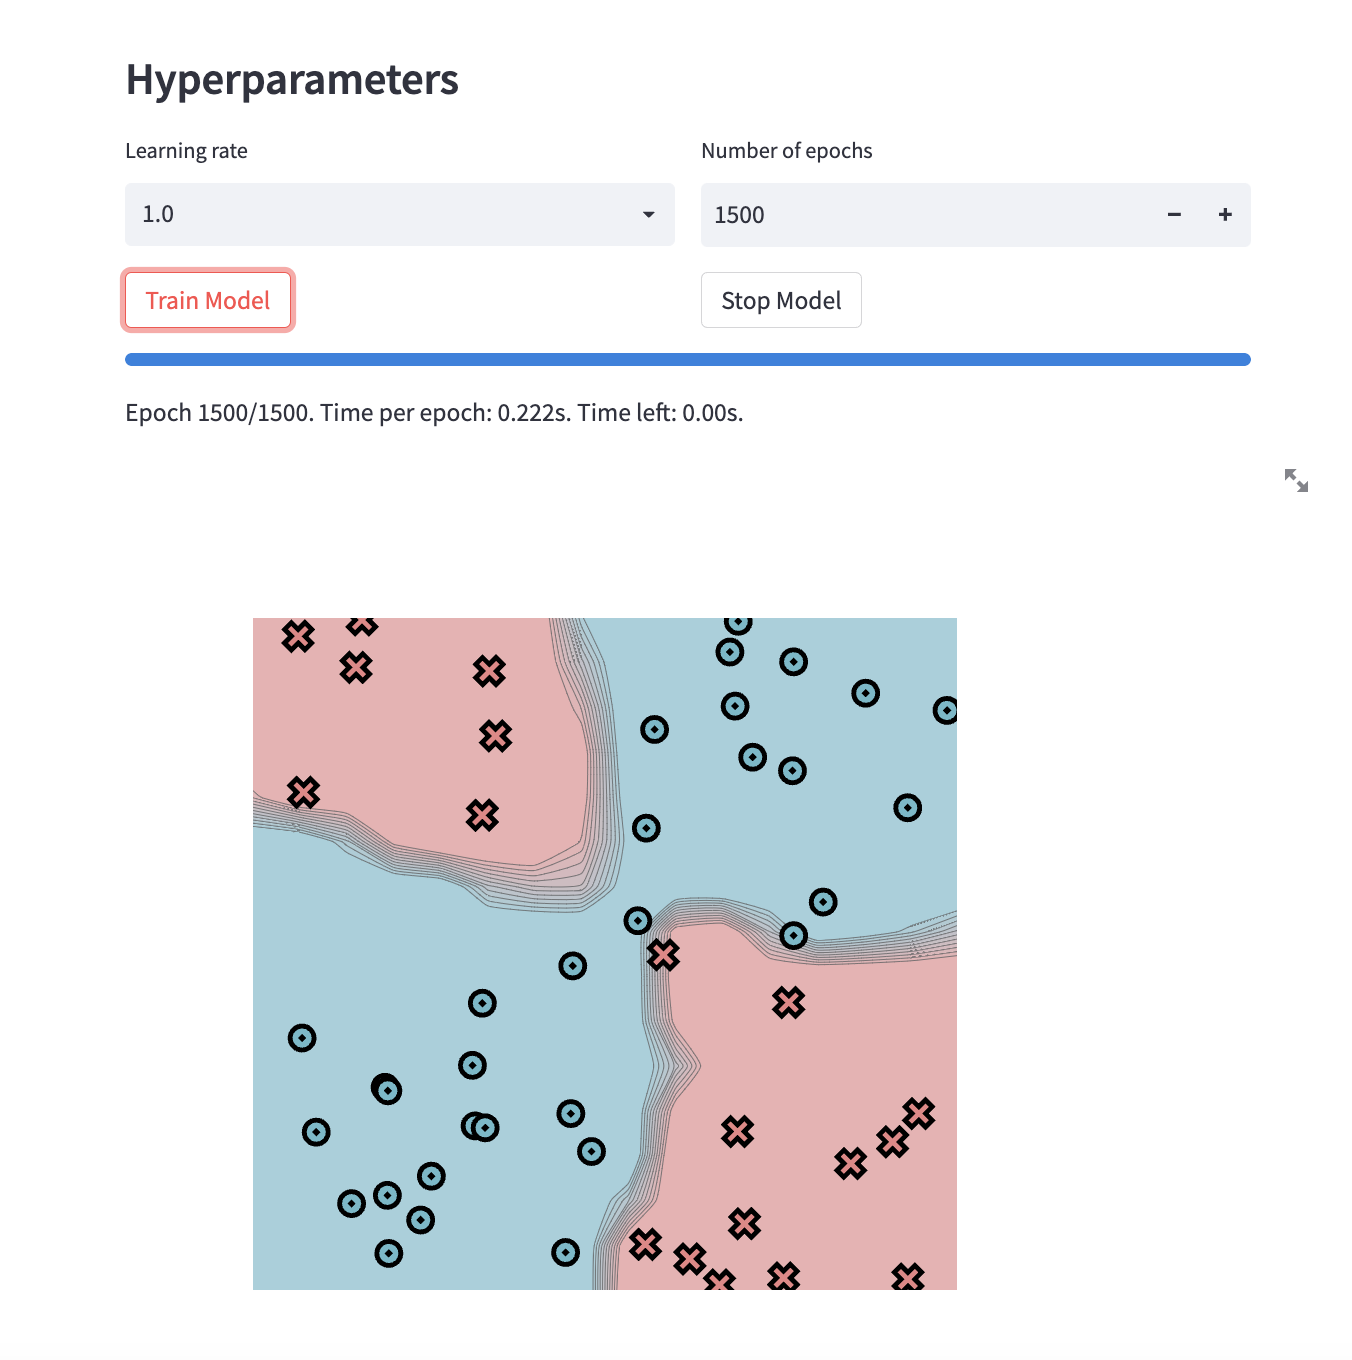 Hyperparameters
Learning rate
Number of epochs
1.0
1500
Train Model
Stop Model
Epoch 1500/1500. Time per epoch: 0.222s. Time left: 0.00s.